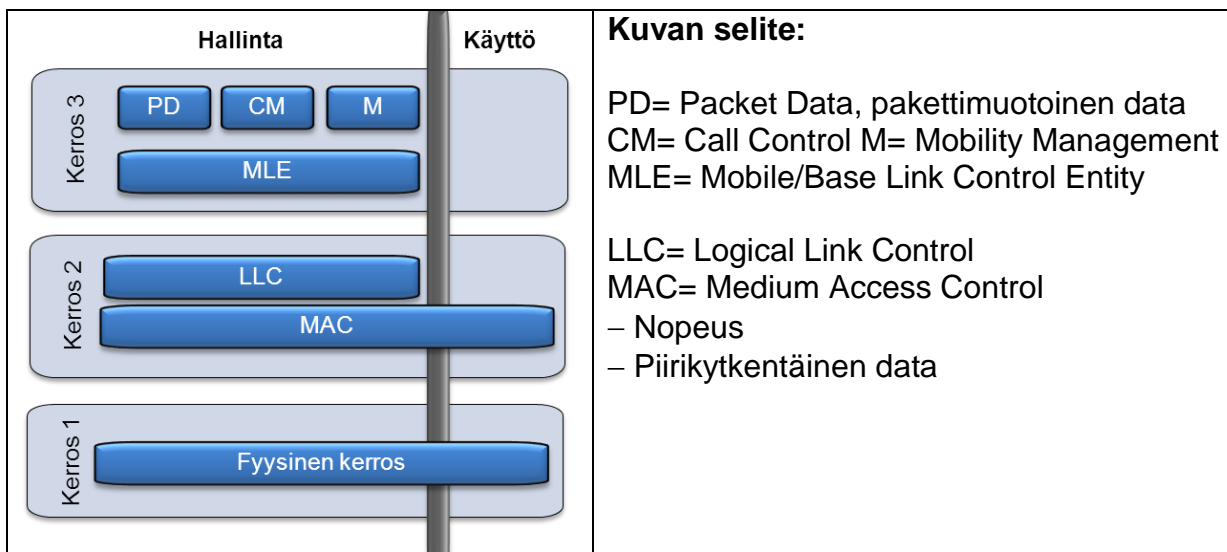 Hallinta
Käyttö
Kerros 3
PD
CM
M
MLE
Kerros 2
LLC
MAC
Kerros 1
Fyysinen kerros
Kuvan selite:
PD= Packet Data, pakettimuotoinen data
CM= Call Control M= Mobility Management
MLE= Mobile/Base Link Control Entity
LLC= Logical Link Control
MAC= Medium Access Control
− Nopeus
− Piirikytkentäinen data